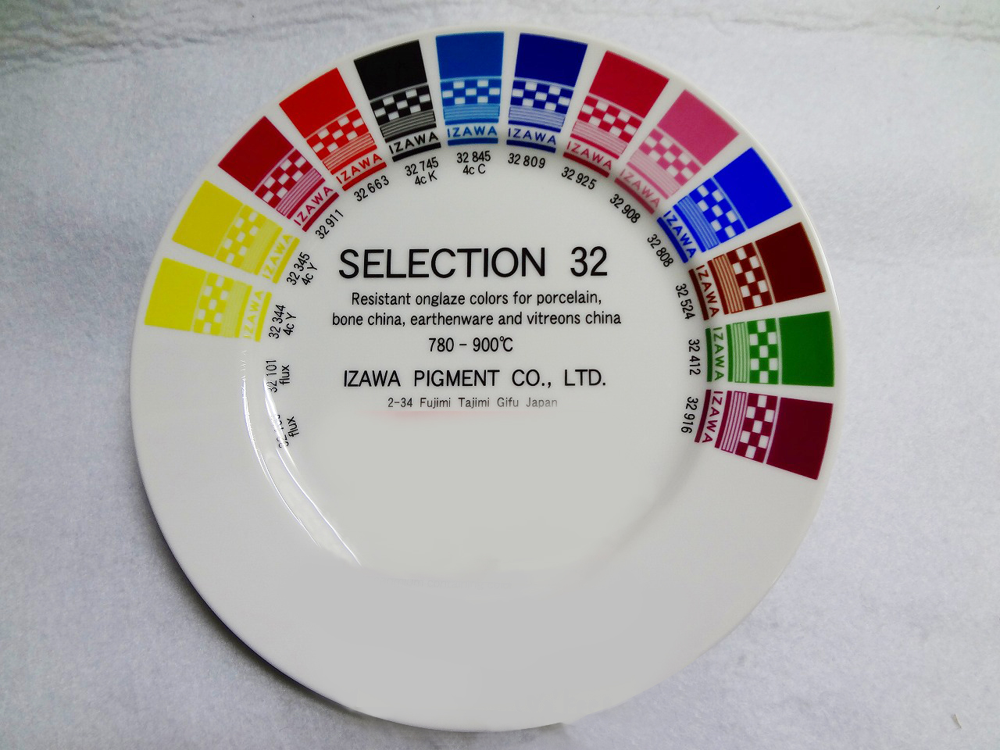 SELECTION 32
Resistant onglaze colors for porcelain,
bone china, earthenware and vitreons china
780 - 900℃
IZAWA PIGMENT CO., LTD.
2-34 Fujimi Tajimi Gifu Japan
flux
32 101
flux
IZAWA
32 344
4c Y
IZAWA
32 345
4c Y
IZAWA
32 911
IZAWA
32 663
IZAWA
32 745
4c K
IZAWA
32 845
4c C
IZAWA
32 809
IZAWA
32 925
IZAWA
32 908
IZAWA
32 808
IZAWA
32 524
IZAWA
32 412
IZAWA
32 916